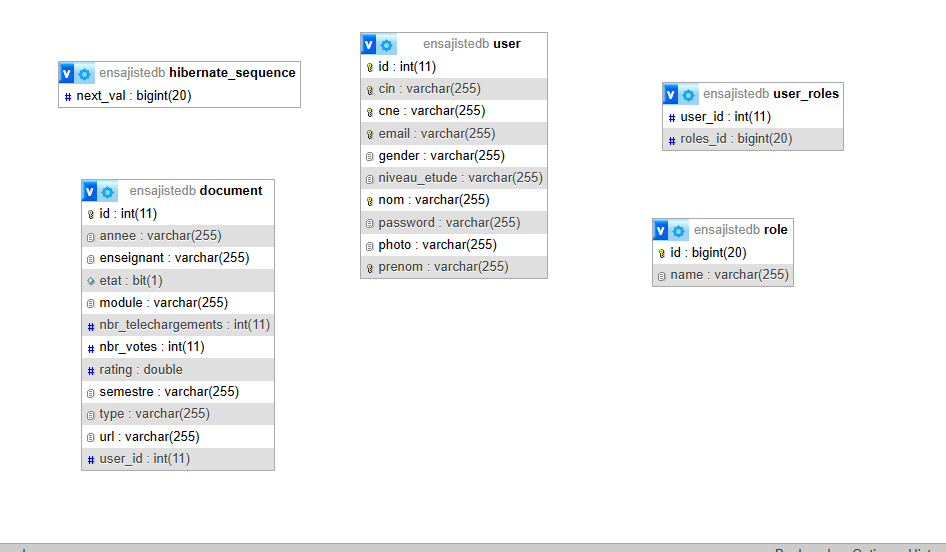 ensajistedb hibernate_sequence
next_val : bigint(20)
ensajistedb user
id : int(11)
cin : varchar(255)
cne : varchar(255)
email : varchar(255)
gender : varchar(255)
niveau_etude : varchar(255)
nom : varchar(255)
password : varchar(255)
photo : varchar(255)
prenom : varchar(255)
ensajistedb user_roles
user_id : int(11)
roles_id : bigint(20)
ensajistedb document
id : int(11)
annee : varchar(255)
enseignant : varchar(255)
etat : bit(1)
module : varchar(255)
nbr_telechargements : int(11)
nbr_votes : int(11)
rating : double
semestre : varchar(255)
type : varchar(255)
url : varchar(255)
user_id : int(11)
ensajistedb role
id : bigint(20)
name : varchar(255)